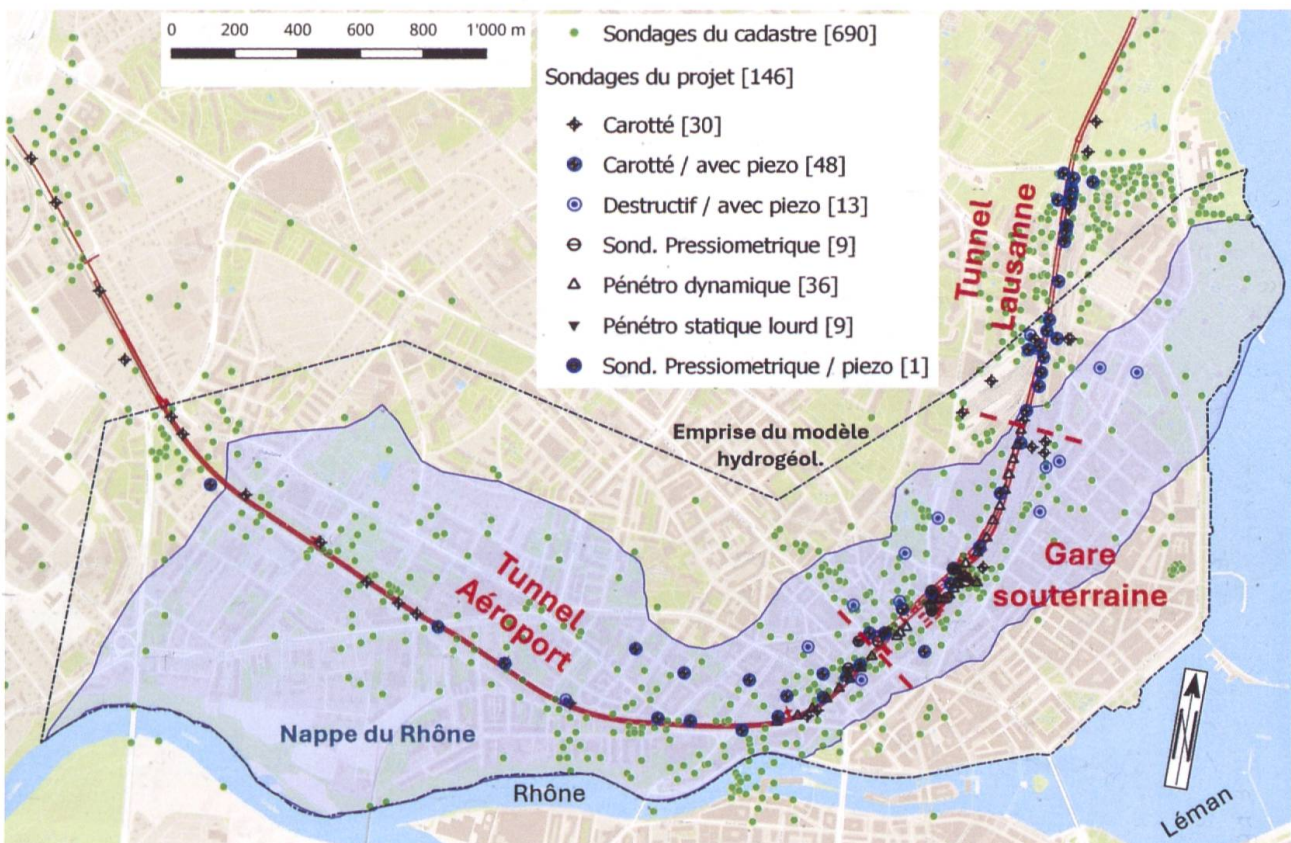 0 200 400 600 800 1'000 m
Sondages du cadastre [690]
Sondages du projet [146]
Carotté [30]
Carotté / avec piezo [48]
Destructif / avec piezo [13]
Sond. Pressiometrique [9]
Pénétro dynamique [36]
Pénétro statique lourd [9]
Sond. Pressiometrique / piezo [1]
Tunnel
Lausanne
Emprise du modèle
hydrogéol.
Tunnel
Aéroport
Gare
souterraine
Nappe du Rhône
Rhône
N
Léman